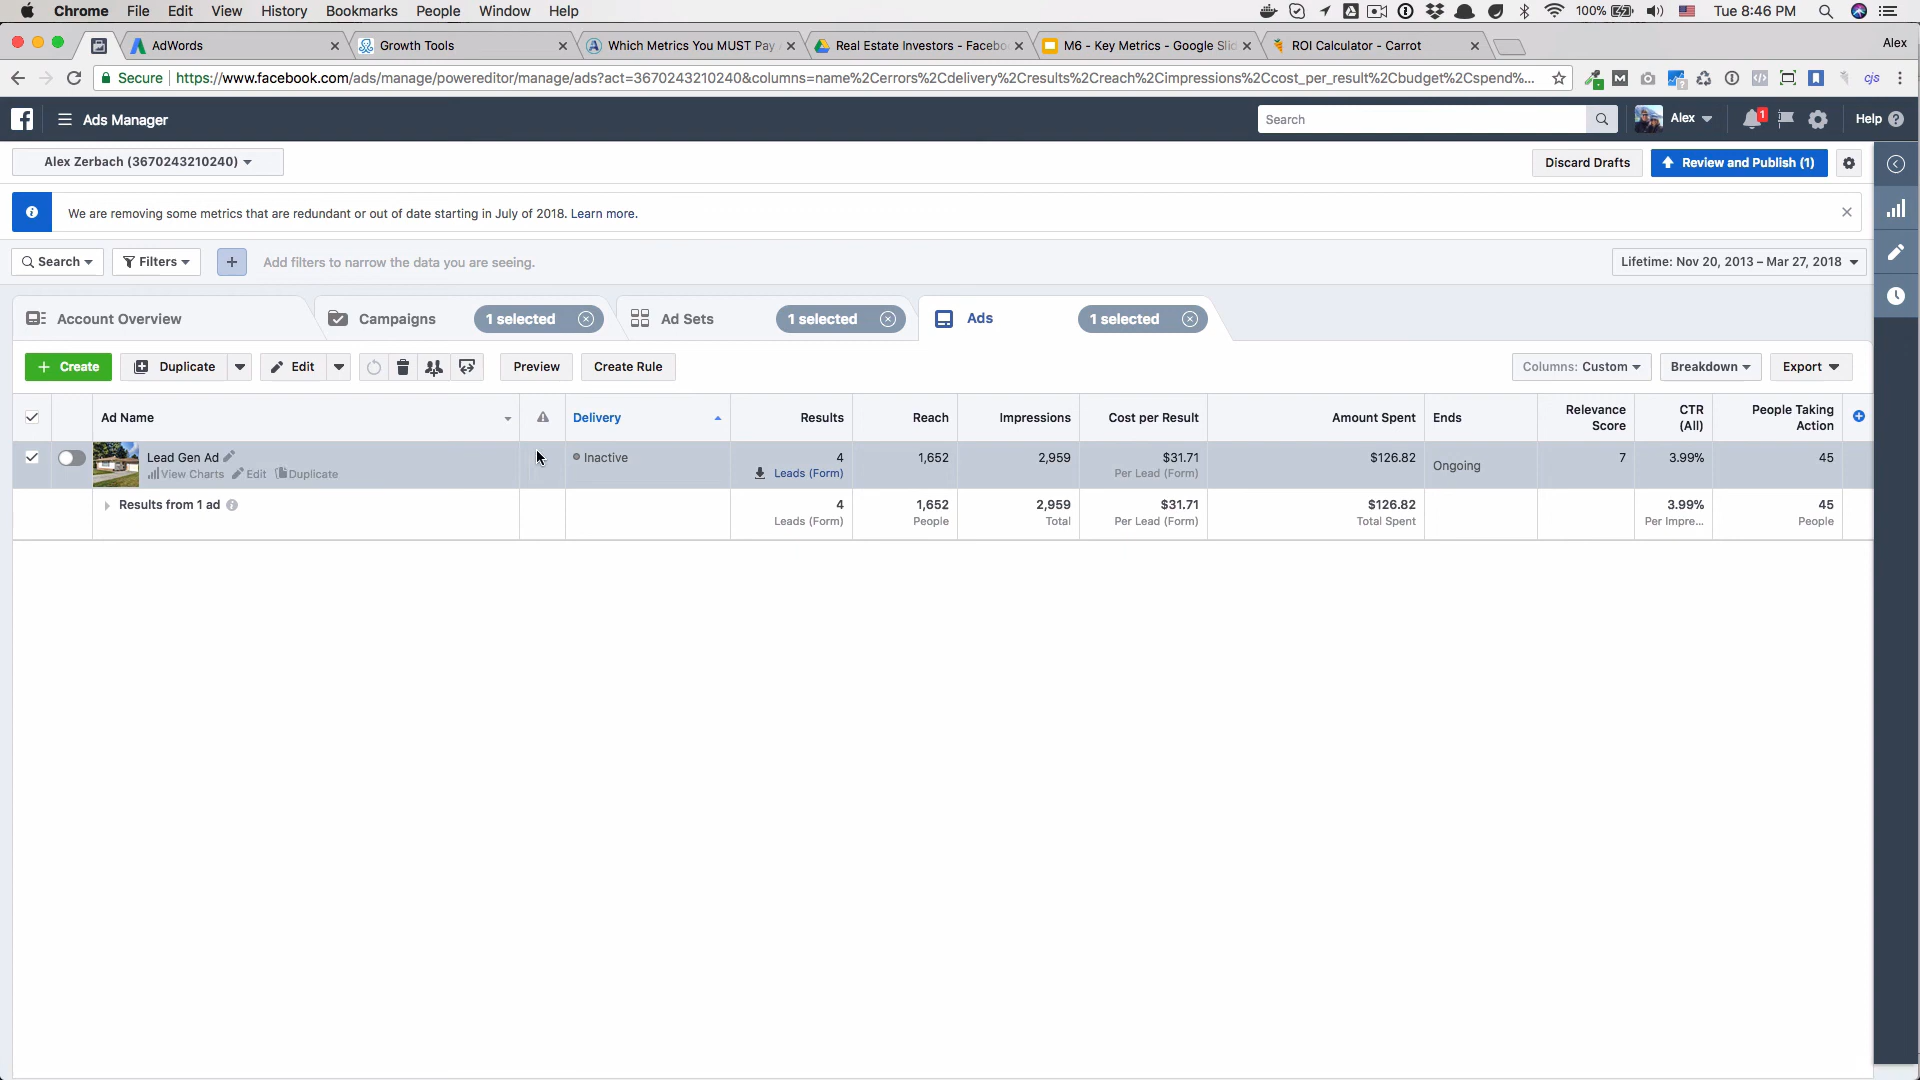 Chrome File Edit View History Bookmarks People Window Help 100% Tue 8:46 PM
AdWords Growth Tools Which Metrics You MUST Pay Real Estate Investors - Facebo M6 - Key Metrics - Google Slid ROI Calculator - Carrot Alex
Secure https://www.facebook.com/ads/manage/powereditor/manage/ads?act=3670243210240&columns=name%2Cerrors%2Cdelivery%2Cresults%2Creach%2Cimpressions%2Ccost_per_result%2Cbudget%2Cspend%... cjs
Ads Manager Search Alex 1 Help
Alex Zerbach (3670243210240) Discard Drafts Review and Publish (1)
We are removing some metrics that are redundant or out of date starting in July of 2018. Learn more.
Search Filters + Add filters to narrow the data you are seeing. Lifetime: Nov 20, 2013 – Mar 27, 2018
Account Overview Campaigns 1 selected Ad Sets 1 selected Ads 1 selected
+ Create Duplicate Edit Preview Create Rule Columns: Custom Breakdown Export
Ad Name Delivery Results Reach Impressions Cost per Result Amount Spent Ends Relevance Score CTR (All) People Taking Action
Lead Gen Ad Inactive 4 1,652 2,959 $31.71 $126.82 Ongoing 7 3.99% 45
View Charts Edit Duplicate Leads (Form) Per Lead (Form)
Results from 1 ad 4 1,652 2,959 $31.71 $126.82 3.99% 45
Leads (Form) People Total Per Lead (Form) Total Spent Per Impre... People